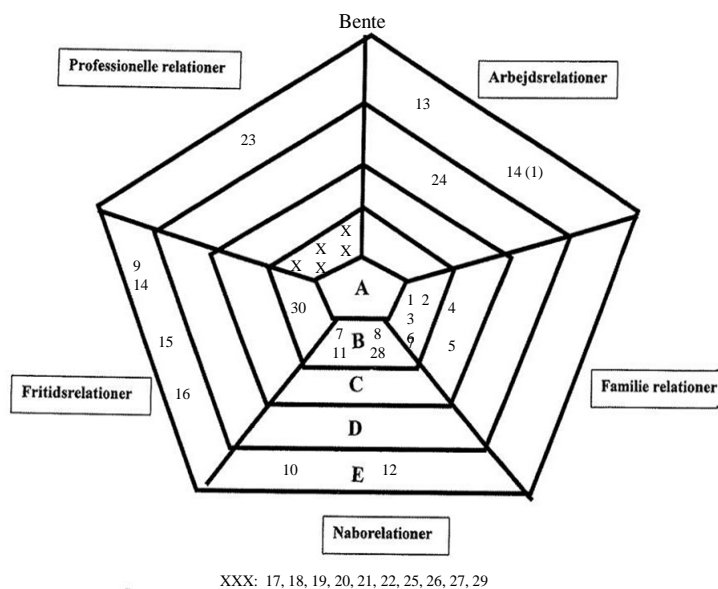 Bente
Professionelle relationer
Arbejdsrelationer
13
23
14 (1)
24
X
X X
X X
9
14
A
30
1 2
3
4
6
7
5
7 8
B
11 28
15
16
C
Fritidsrelationer
Familie relationer
D
10 E 12
Naborelationer
XXX: 17, 18, 19, 20, 21, 22, 25, 26, 27, 29